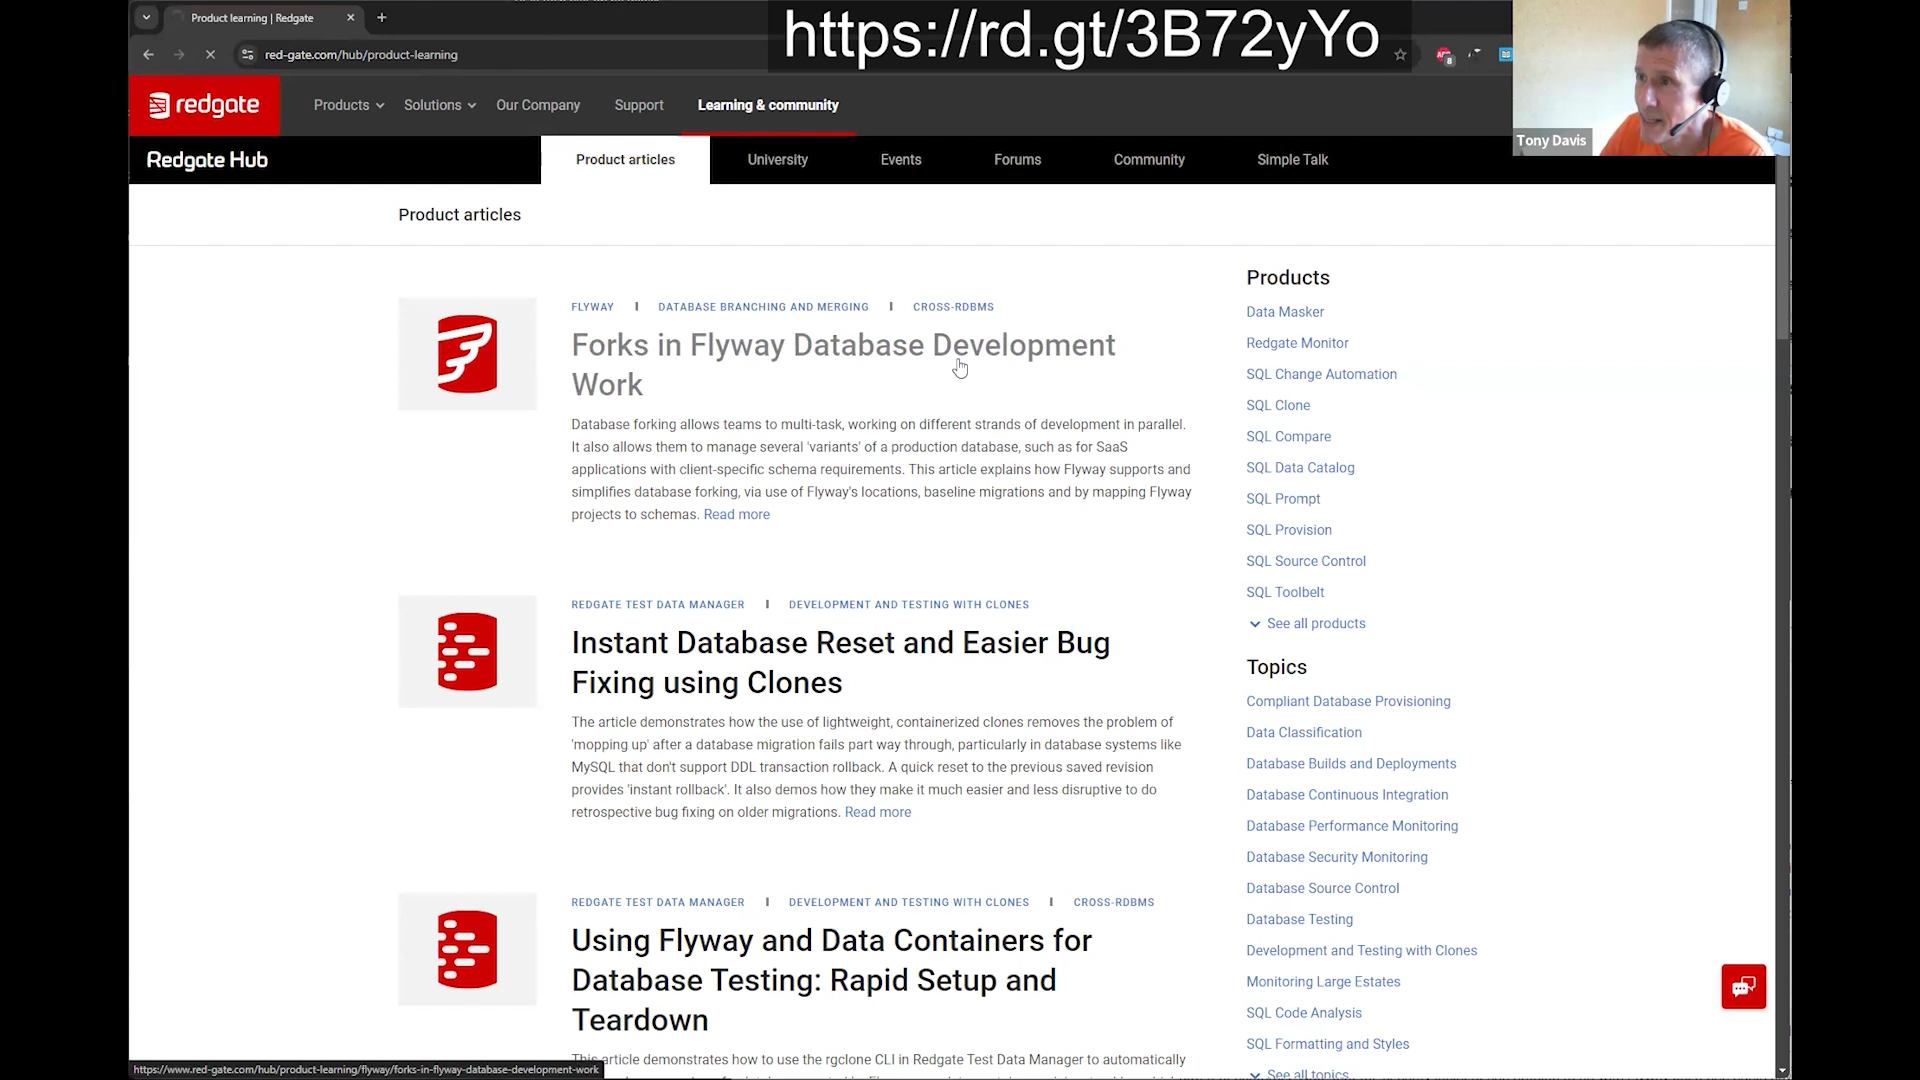 Product learning | Redgate
https://rd.gt/3B72yYo
red-gate.com/hub/product-learning
8
redgate
Products
Solutions
Our Company
Support
Learning & community
Tony Davis
Redgate Hub
Product articles
University
Events
Forums
Community
Simple Talk
Product articles
FLYWAY | DATABASE BRANCHING AND MERGING | CROSS-RDBMS
Forks in Flyway Database Development
Work
Database forking allows teams to multi-task, working on different strands of development in parallel.
It also allows them to manage several 'variants' of a production database, such as for SaaS
applications with client-specific schema requirements. This article explains how Flyway supports and
simplifies database forking, via use of Flyway's locations, baseline migrations and by mapping Flyway
projects to schemas. Read more
REDGATE TEST DATA MANAGER | DEVELOPMENT AND TESTING WITH CLONES
Instant Database Reset and Easier Bug
Fixing using Clones
The article demonstrates how the use of lightweight, containerized clones removes the problem of
'mopping up' after a database migration fails part way through, particularly in database systems like
MySQL that don't support DDL transaction rollback. A quick reset to the previous saved revision
provides 'instant rollback'. It also demos how they make it much easier and less disruptive to do
retrospective bug fixing on older migrations. Read more
REDGATE TEST DATA MANAGER | DEVELOPMENT AND TESTING WITH CLONES | CROSS-RDBMS
Using Flyway and Data Containers for
Database Testing: Rapid Setup and
Teardown
This article demonstrates how to use the rgclone CLI in Redgate Test Data Manager to automatically
Products
Data Masker
Redgate Monitor
SQL Change Automation
SQL Clone
SQL Compare
SQL Data Catalog
SQL Prompt
SQL Provision
SQL Source Control
SQL Toolbelt
See all products
Topics
Compliant Database Provisioning
Data Classification
Database Builds and Deployments
Database Continuous Integration
Database Performance Monitoring
Database Security Monitoring
Database Source Control
Database Testing
Development and Testing with Clones
Monitoring Large Estates
SQL Code Analysis
SQL Formatting and Styles
See all topics
https://www.red-gate.com/hub/product-learning/flyway/forks-in-flyway-database-development-work